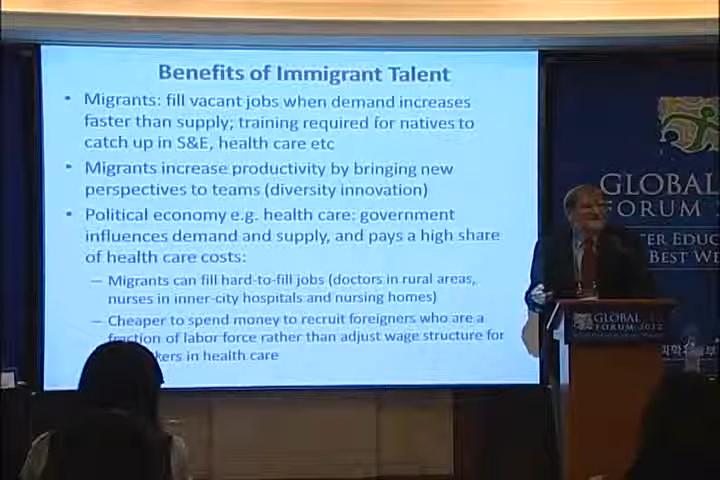 Benefits of Immigrant Talent
• Migrants: fill vacant jobs when demand increases
faster than supply; training required for natives to
catch up in S&E, health care etc
• Migrants increase productivity by bringing new
perspectives to teams (diversity innovation)
• Political economy e.g. health care: government
influences demand and supply, and pays a high share
of health care costs:
– Migrants can fill hard-to-fill jobs (doctors in rural areas,
nurses in inner-city hospitals and nursing homes)
– Cheaper to spend money to recruit foreigners who are a
fraction of labor force rather than adjust wage structure for
kers in health care
GLOBAL
FORUM
TER EDUC
BEST WE
GLOBAL
FORUM 2012